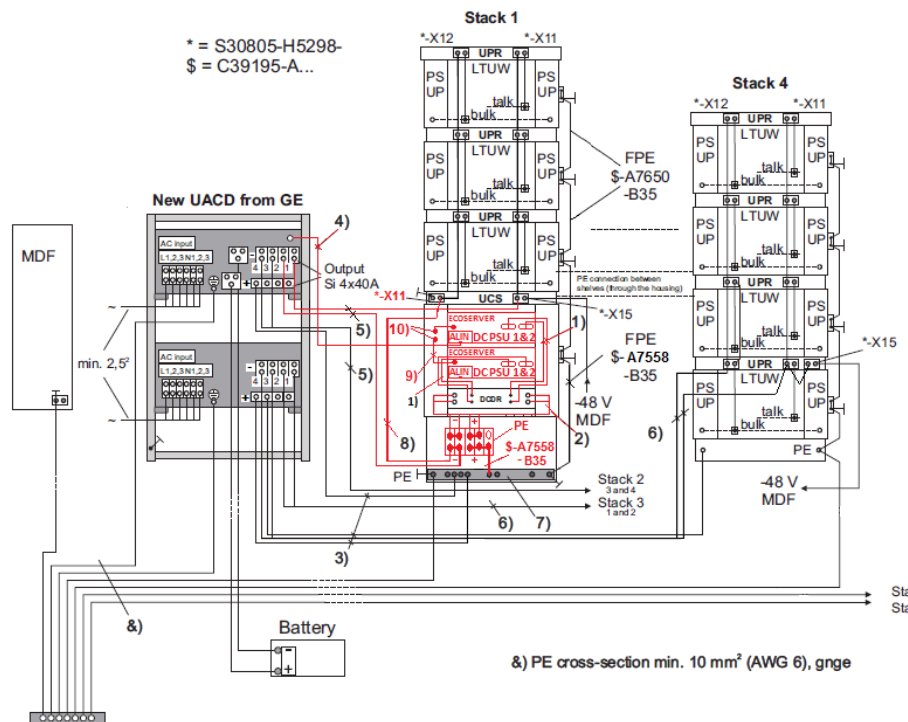 Stack 1
* = S30805-H5298-
$ = C39195-A...
*-X12
*-X11
UPR
PS
UP
LTUW
PS
UP
talk
bulk
UPR
PS
UP
LTUW
PS
UP
talk
bulk
UPR
PS
UP
LTUW
PS
UP
talk
bulk
FPE
$-A7650
-B35
Stack 4
*-X12
*-X11
UPR
PS
UP
LTUW
PS
UP
talk
bulk
UPR
PS
UP
LTUW
PS
UP
talk
bulk
UPR
PS
UP
LTUW
PS
UP
talk
bulk
*-X15
UPR
PS
UP
LTUW
PS
UP
talk
bulk
PE
-48 V
MDF
PE connection between
shelves (through the housing)
New UACD from GE
MDF
AC input
L1,2,3 N1,2,3
-
4 3 2 1
+
Output
Si 4x40A
4)
~
min. 2,5²
~
AC input
L1,2,3 N1,2,3
-
4 3 2 1
+
*-X11
UCS
*-X15
5)
5)
ECOSERVER
10)
ALIN
DC PSU 1&2
1)
ECOSERVER
9)
ALIN
DC PSU 1&2
1)
DCDR
FPE
$- A7558
-B35
-48 V
MDF
2)
8)
- +
PE
- +
$-A7558
-B35
PE
6)
Stack 2
3 and 4
Stack 3
1 and 2
3)
6)
7)
Sta
Sta
&)
Battery
-
+
&) PE cross-section min. 10 mm² (AWG 6), gnge